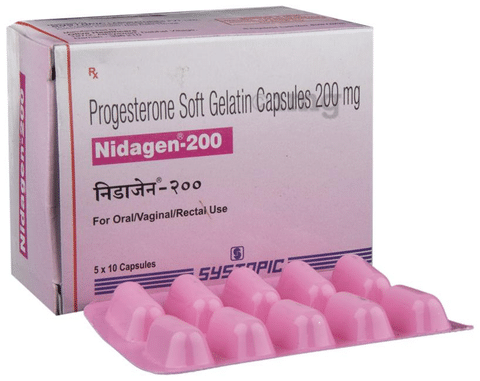 Rx
Progesterone Soft Gelatin Capsules 200 mg
Nidagen®-200
निडाजेन®-२००
For Oral/Vaginal/Rectal Use
5 x 10 Capsules
SYSTOPIC
Nidagen-200